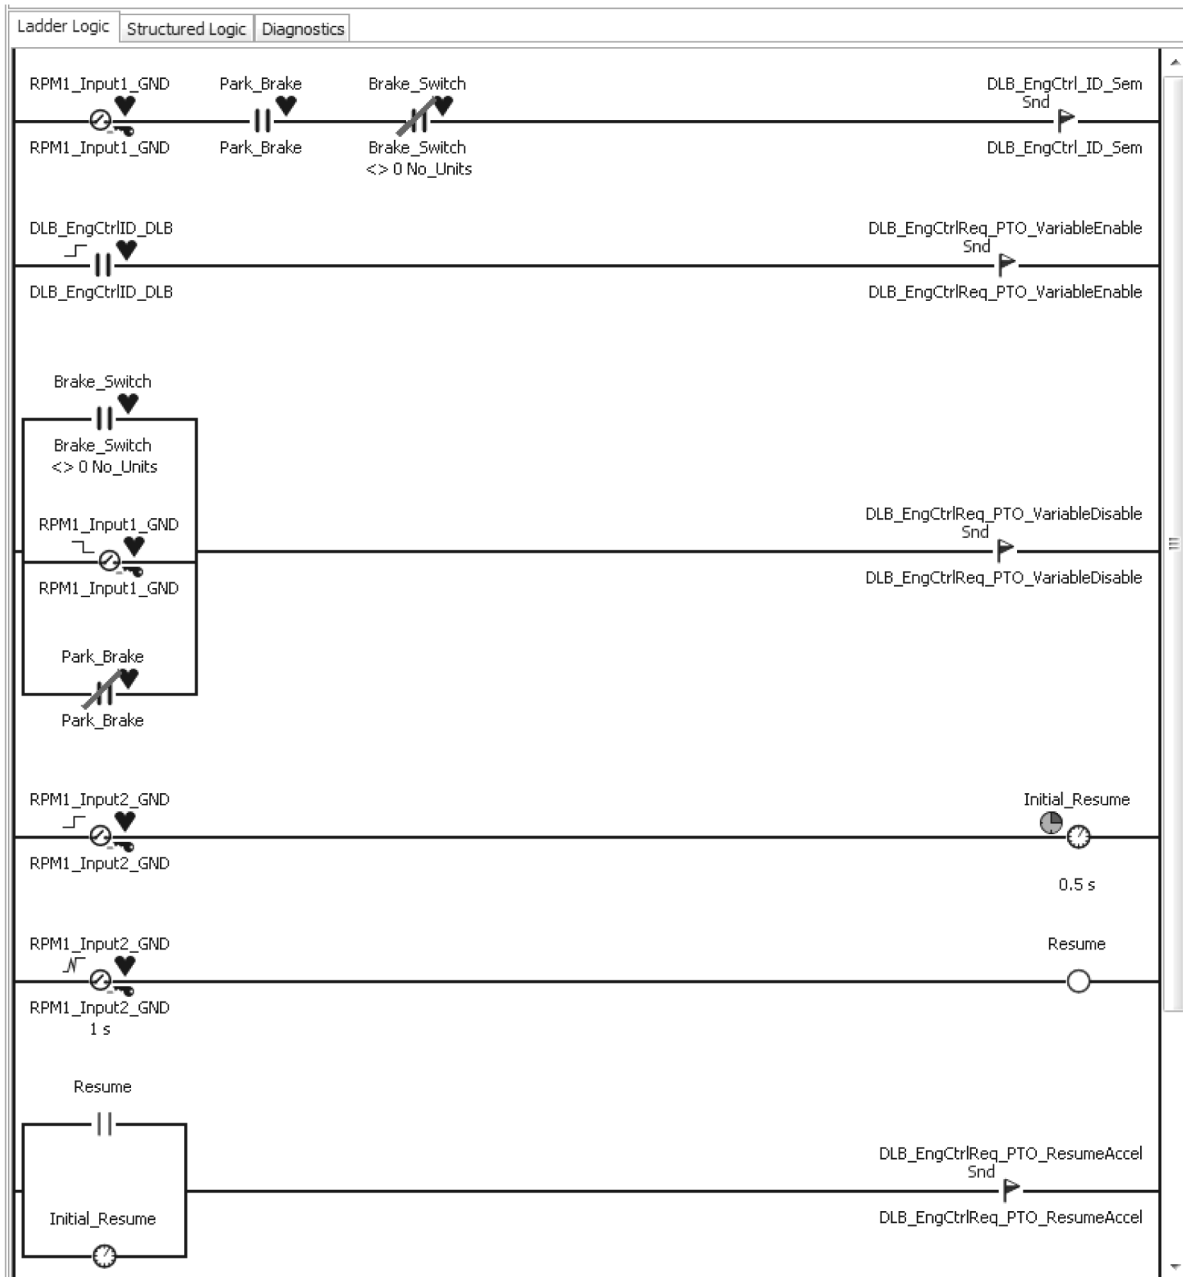 Ladder Logic Structured Logic Diagnostics
RPM1_Input1_GND Park_Brake Brake_Switch DLB_EngCtrl_ID_Sem
Snd
RPM1_Input1_GND Park_Brake Brake_Switch DLB_EngCtrl_ID_Sem
<> 0 No_Units
DLB_EngCtrlID_DLB DLB_EngCtrlReq_PTO_VariableEnable
Snd
DLB_EngCtrlID_DLB DLB_EngCtrlReq_PTO_VariableEnable
Brake_Switch
Brake_Switch
<> 0 No_Units
DLB_EngCtrlReq_PTO_VariableDisable
RPM1_Input1_GND Snd
DLB_EngCtrlReq_PTO_VariableDisable
RPM1_Input1_GND
Park_Brake
Park_Brake
RPM1_Input2_GND Initial_Resume
RPM1_Input2_GND
0.5 s
RPM1_Input2_GND Resume
RPM1_Input2_GND
1 s
Resume
DLB_EngCtrlReq_PTO_ResumeAccel
Snd
Initial_Resume DLB_EngCtrlReq_PTO_ResumeAccel